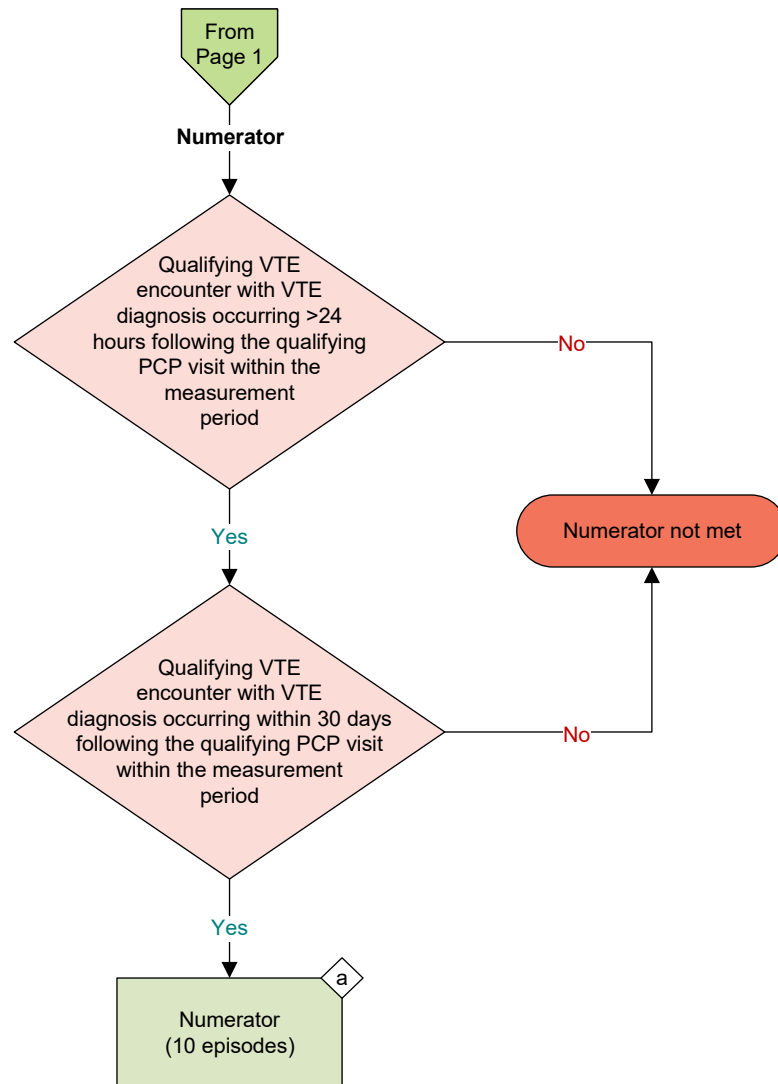 From
Page 1
Numerator
Qualifying VTE
encounter with VTE
diagnosis occurring >24
hours following the qualifying
PCP visit within the
measurement
period
No
Numerator not met
Yes
Qualifying VTE
encounter with VTE
diagnosis occurring within 30 days
following the qualifying PCP visit
within the measurement
period
No
Yes
a
Numerator
(10 episodes)